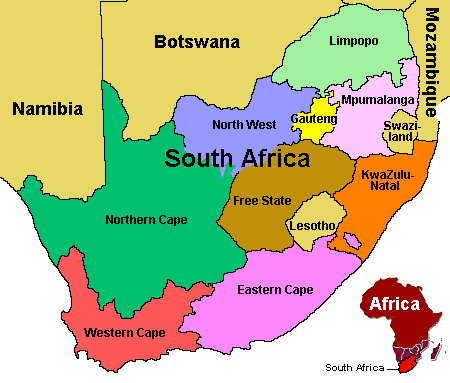 Botswana
Limpopo
Mozambique
Namibia
Mpumalanga
Gauteng
North West
Swazi-
land
South Africa
KwaZulu-
Natal
Free State
Northern Cape
Lesotho
Eastern Cape
Western Cape
Africa
South Africa